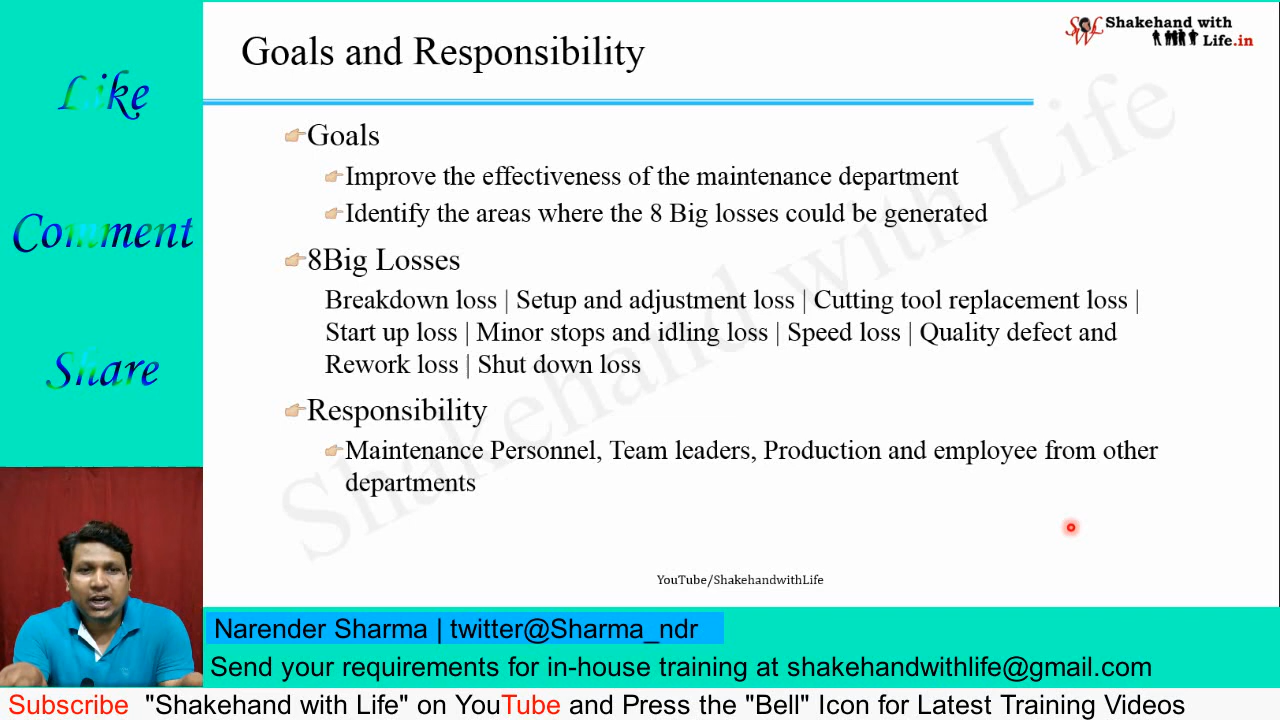 Goals and Responsibility
Shakehand with
Life.in
Like
Comment
Share
Goals
Improve the effectiveness of the maintenance department
Identify the areas where the 8 Big losses could be generated
8Big Losses
Breakdown loss | Setup and adjustment loss | Cutting tool replacement loss |
Start up loss | Minor stops and idling loss | Speed loss | Quality defect and
Rework loss | Shut down loss
Responsibility
Maintenance Personnel, Team leaders, Production and employee from other
departments
Shakehand with Life
YouTube/ShakehandwithLife
Narender Sharma | twitter@Sharma_ndr
Send your requirements for in-house training at shakehandwithlife@gmail.com
Subscribe "Shakehand with Life" on YouTube and Press the "Bell" Icon for Latest Training Videos